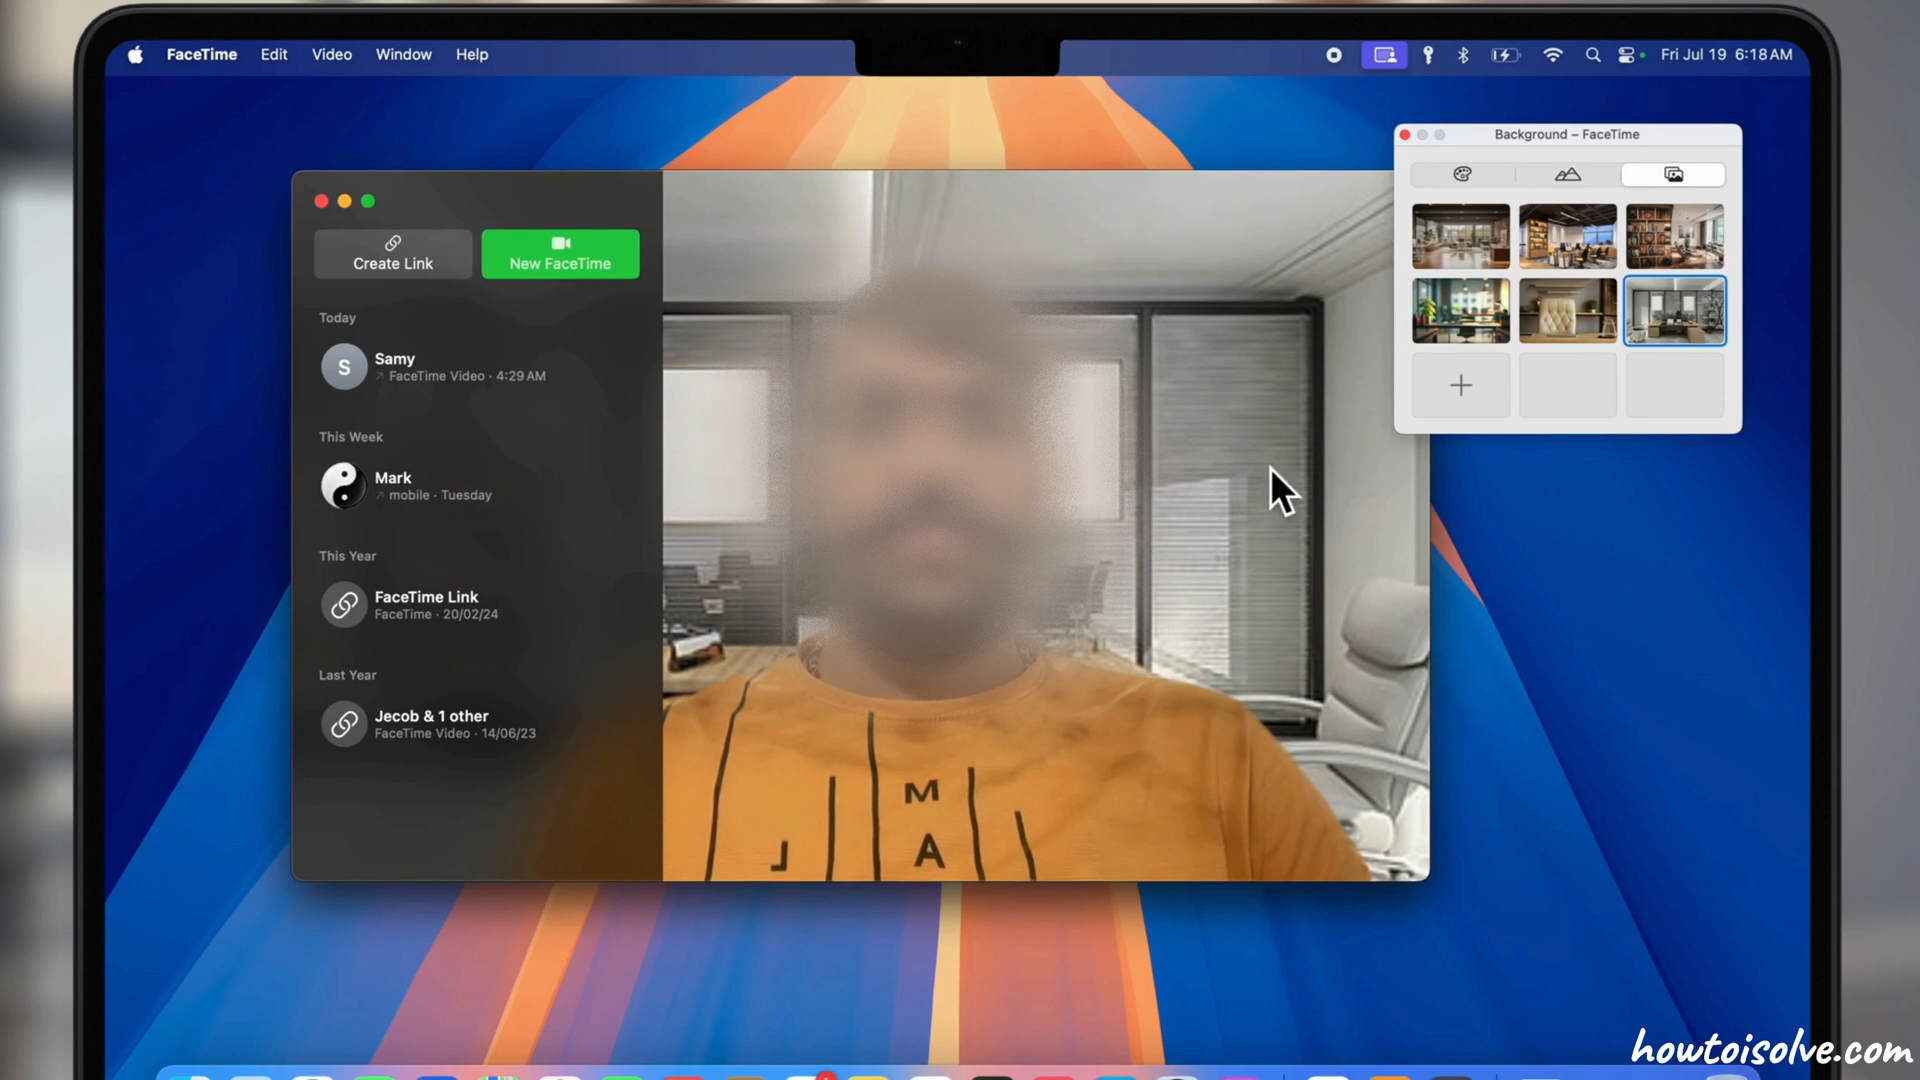 FaceTime Edit Video Window Help
Fri Jul 19 6:18 AM
Background – FaceTime
Create Link
New FaceTime
Today
S
Samy
FaceTime Video · 4:29 AM
This Week
Mark
mobile · Tuesday
This Year
FaceTime Link
FaceTime · 20/02/24
Last Year
Jecob & 1 other
FaceTime Video · 14/06/23
M
J
A
howtoisolve.com